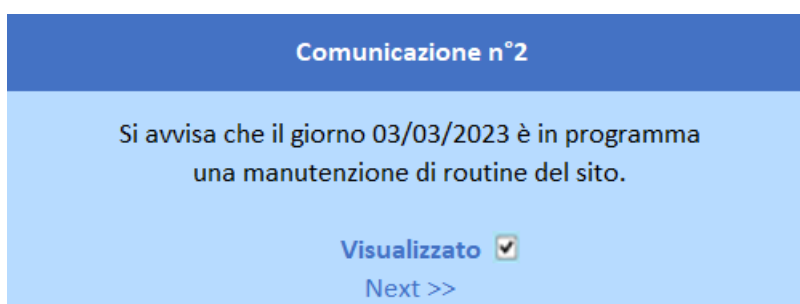 Comunicazione n°2
Si avvisa che il giorno 03/03/2023 è in programma
una manutenzione di routine del sito.
Visualizzato
Next >>